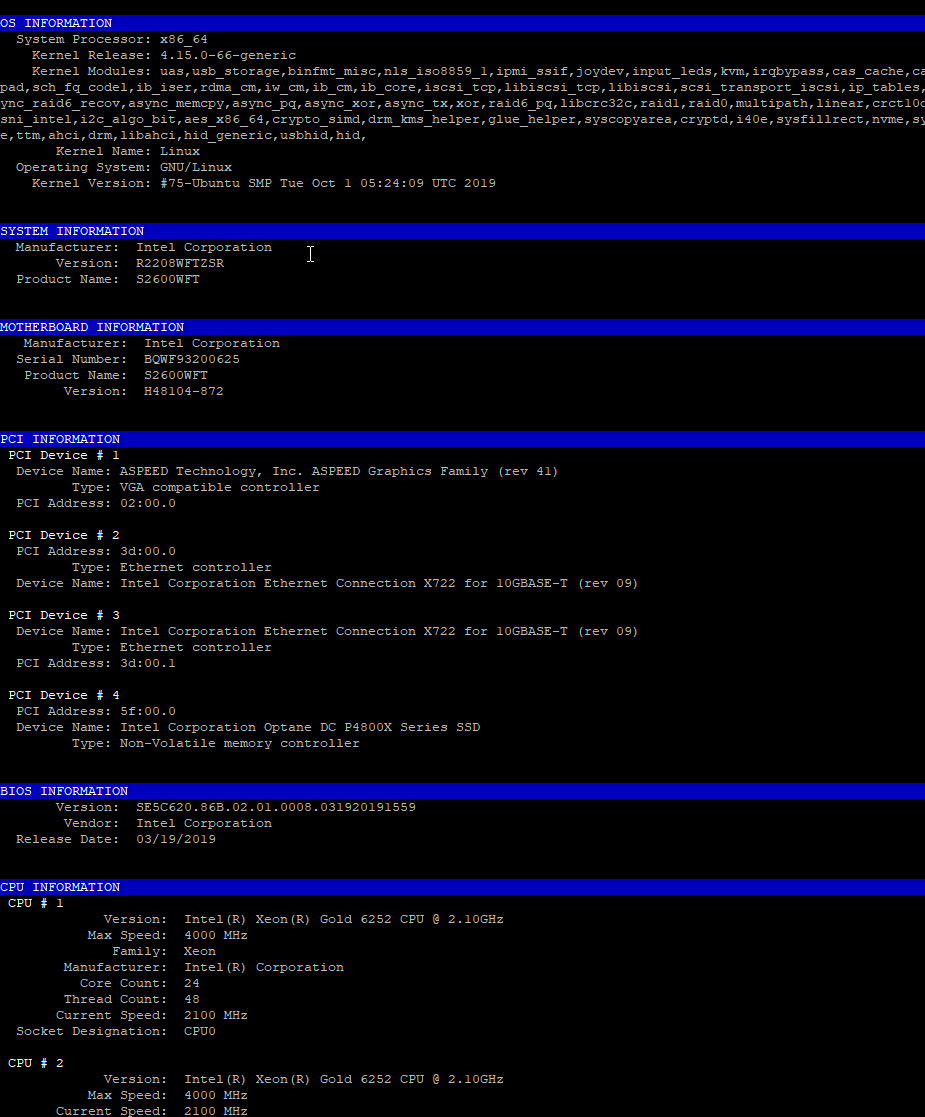 OS INFORMATION
System Processor: x86_64
Kernel Release: 4.15.0-66-generic
Kernel Modules: uas,usb_storage,binfmt_misc,nls_iso8859_1,ipmi_ssif,joydev,input_leds,kvm,irqbypass,cas_cache,ca
pad,sch_fq_codel,ib_iser,rdma_cm,iw_cm,ib_cm,ib_core,iscsi_tcp,libiscsi_tcp,libiscsi,scsi_transport_iscsi,ip_tables,
ync_raid6_recov,async_memcpy,async_pq,async_xor,async_tx,xor,raid6_pq,libcrc32c,raid1,raid0,multipath,linear,crct10d
sni_intel,i2c_algo_bit,aes_x86_64,crypto_simd,drm_kms_helper,glue_helper,syscopyarea,cryptd,i40e,sysfillrect,nvme,sy
e,ttm,ahci,drm,libahci,hid_generic,usbhid,hid,
Kernel Name: Linux
Operating System: GNU/Linux
Kernel Version: #75-Ubuntu SMP Tue Oct 1 05:24:09 UTC 2019
SYSTEM INFORMATION
Manufacturer: Intel Corporation
Version: R2208WFTZSR
Product Name: S2600WFT
MOTHERBOARD INFORMATION
Manufacturer: Intel Corporation
Serial Number: BQWF93200625
Product Name: S2600WFT
Version: H48104-872
PCI INFORMATION
PCI Device # 1
Device Name: ASPEED Technology, Inc. ASPEED Graphics Family (rev 41)
Type: VGA compatible controller
PCI Address: 02:00.0
PCI Device # 2
PCI Address: 3d:00.0
Type: Ethernet controller
Device Name: Intel Corporation Ethernet Connection X722 for 10GBASE-T (rev 09)
PCI Device # 3
Device Name: Intel Corporation Ethernet Connection X722 for 10GBASE-T (rev 09)
Type: Ethernet controller
PCI Address: 3d:00.1
PCI Device # 4
PCI Address: 5f:00.0
Device Name: Intel Corporation Optane DC P4800X Series SSD
Type: Non-Volatile memory controller
BIOS INFORMATION
Version: SE5C620.86B.02.01.0008.031920191559
Vendor: Intel Corporation
Release Date: 03/19/2019
CPU INFORMATION
CPU # 1
Version: Intel(R) Xeon(R) Gold 6252 CPU @ 2.10GHz
Max Speed: 4000 MHz
Family: Xeon
Manufacturer: Intel(R) Corporation
Core Count: 24
Thread Count: 48
Current Speed: 2100 MHz
Socket Designation: CPU0
CPU # 2
Version: Intel(R) Xeon(R) Gold 6252 CPU @ 2.10GHz
Max Speed: 4000 MHz
Current Speed: 2100 MHz